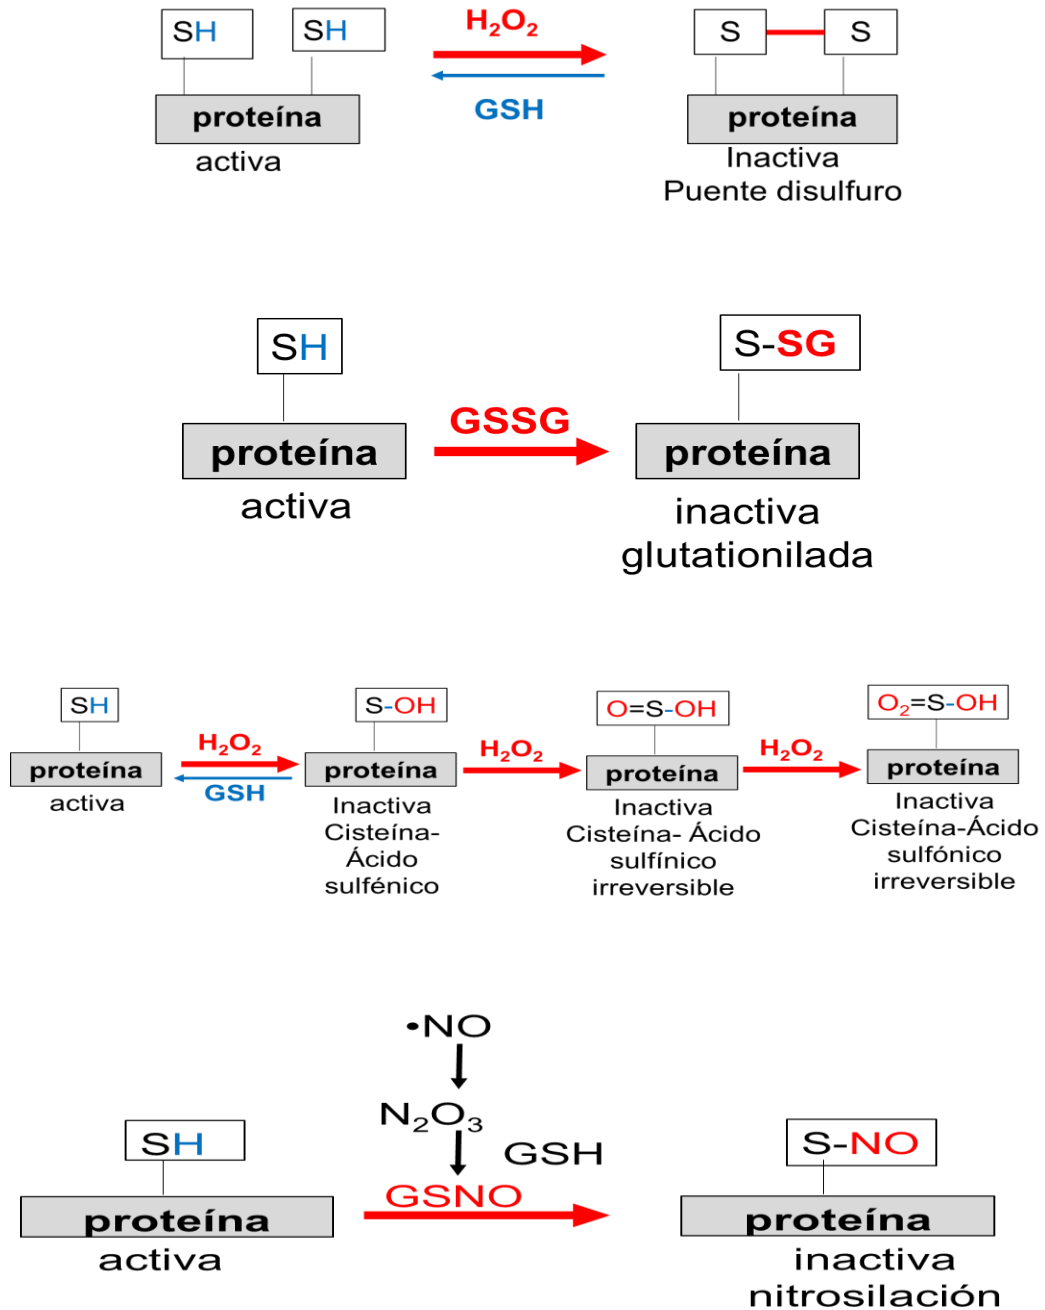 SH SH H₂O₂ S S
GSH
proteína proteína
activa Inactiva
Puente disulfuro
SH S-SG
GSSG
proteína proteína
activa inactiva
glutationilada
SH S-OH O=S-OH O₂=S-OH
H₂O₂ H₂O₂ H₂O₂
proteína proteína proteína proteína
GSH
activa Inactiva Inactiva Inactiva
Cisteína- Cisteína- Ácido Cisteína-Ácido
Ácido sulfínico sulfónico
sulfénico irreversible irreversible
•NO
N₂O₃
SH GSH S-NO
GSNO
proteína proteína
activa inactiva
nitrosilación